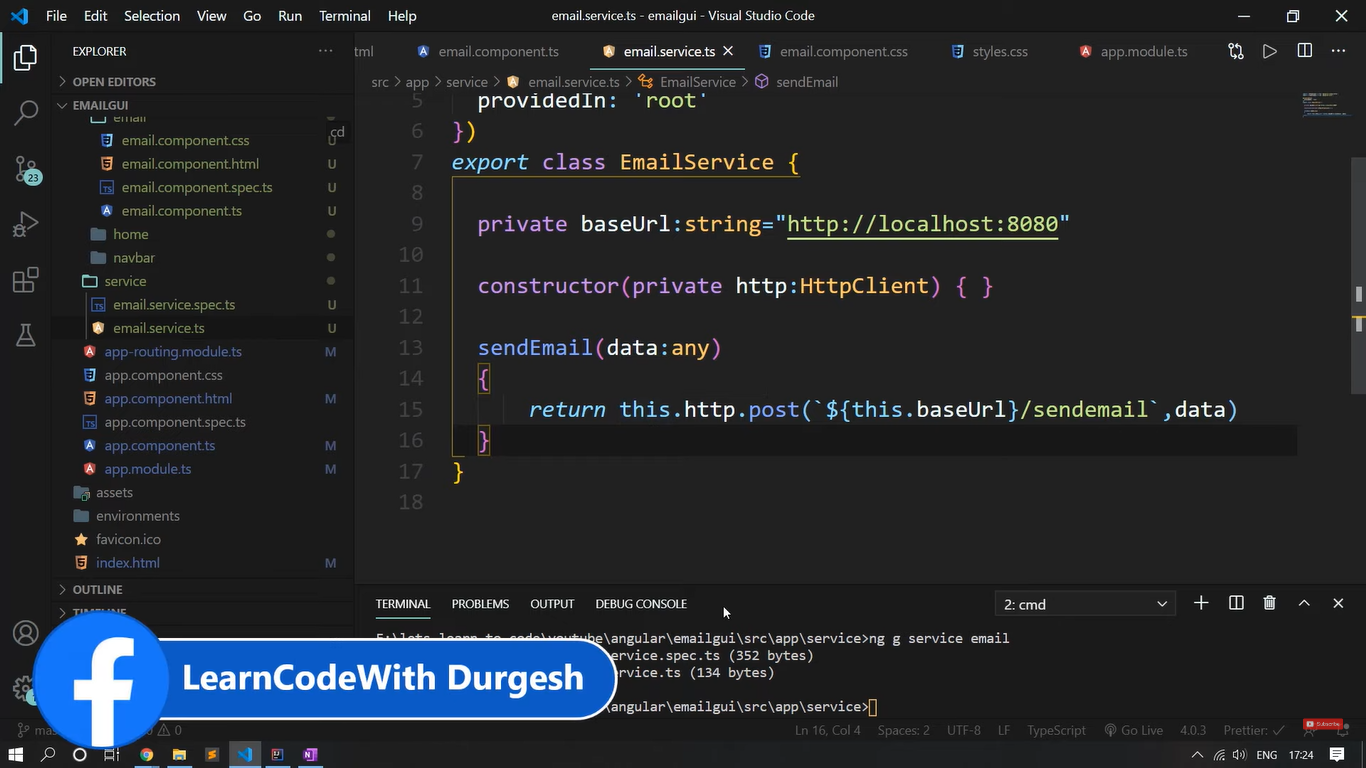 File Edit Selection View Go Run Terminal Help
email.service.ts - emailgui - Visual Studio Code
EXPLORER
OPEN EDITORS
EMAILGUI
email
cd
email.component.css U
email.component.html U
email.component.spec.ts U
email.component.ts U
home
navbar
service
email.service.spec.ts U
email.service.ts U
app-routing.module.ts M
app.component.css
app.component.html M
app.component.spec.ts
app.component.ts M
app.module.ts M
assets
environments
favicon.ico
index.html M
OUTLINE
TIMELINE
23
tml email.component.ts email.service.ts email.component.css styles.css app.module.ts
src > app > service > email.service.ts > EmailService > sendEmail
5 providedIn: 'root'
6 })
7 export class EmailService {
8
9 private baseUrl:string="http://localhost:8080"
10
11 constructor(private http:HttpClient) { }
12
13 sendEmail(data:any)
14 {
15 return this.http.post(`${this.baseUrl}/sendemail`,data)
16 }
17 }
18
TERMINAL PROBLEMS OUTPUT DEBUG CONSOLE
2: cmd
E:\lets learn to code\youtube\angular\emailgui\src\app\service>ng g service email
service.spec.ts (352 bytes)
ervice.ts (134 bytes)
\angular\emailgui\src\app\service>
LearnCodeWith Durgesh
0
Ln 16, Col 4 Spaces: 2 UTF-8 LF TypeScript Go Live 4.0.3 Prettier: ✓
ENG 17:24